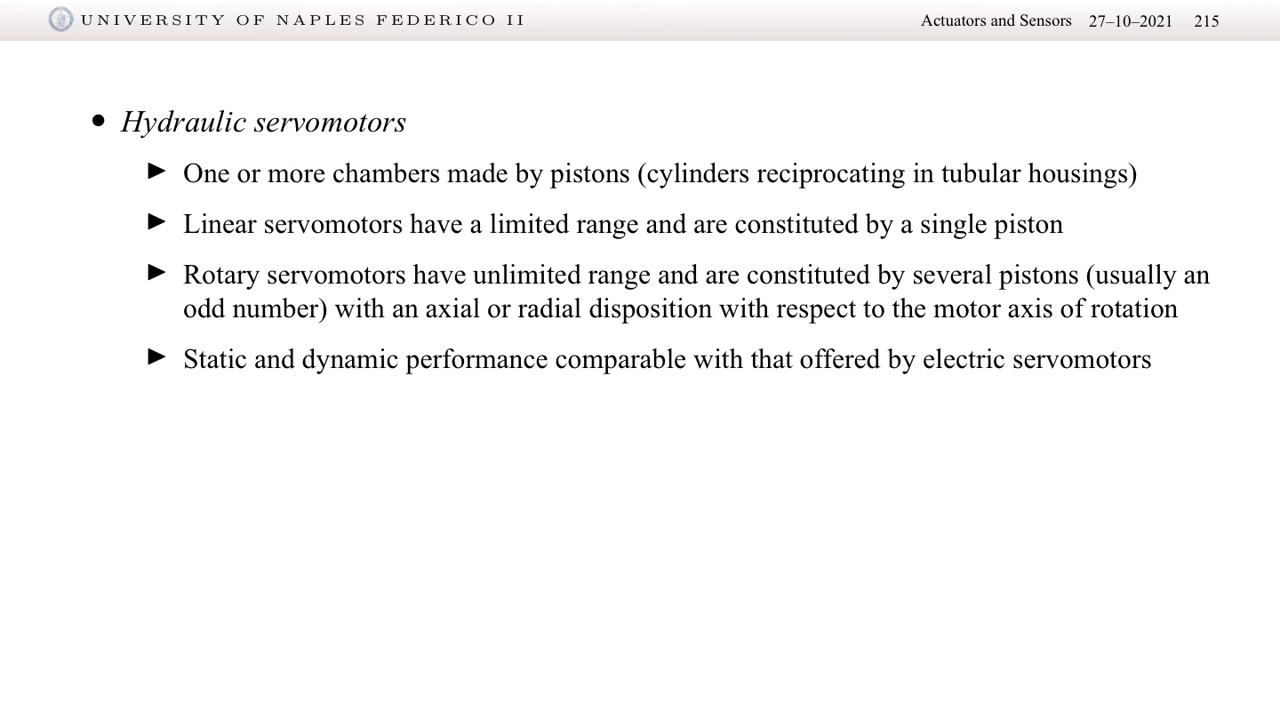 UNIVERSITY OF NAPLES FEDERICO II
Actuators and Sensors 27–10–2021 215
• Hydraulic servomotors
► One or more chambers made by pistons (cylinders reciprocating in tubular housings)
► Linear servomotors have a limited range and are constituted by a single piston
► Rotary servomotors have unlimited range and are constituted by several pistons (usually an
odd number) with an axial or radial disposition with respect to the motor axis of rotation
► Static and dynamic performance comparable with that offered by electric servomotors